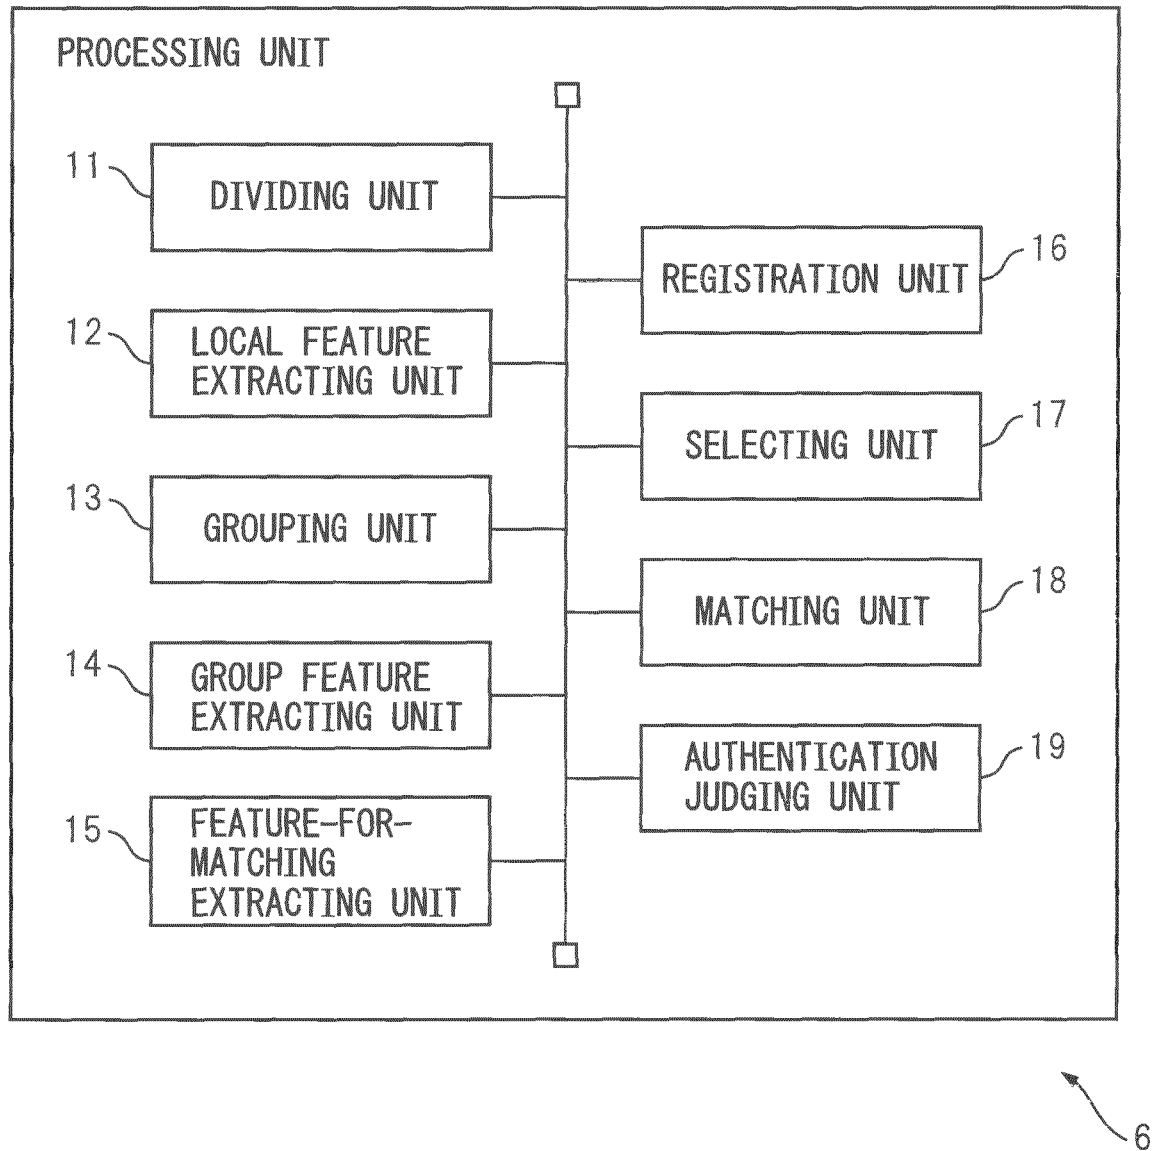 PROCESSING UNIT
11
DIVIDING UNIT
12
LOCAL FEATURE
EXTRACTING UNIT
13
GROUPING UNIT
14
GROUP FEATURE
EXTRACTING UNIT
15
FEATURE-FOR-
MATCHING
EXTRACTING UNIT
REGISTRATION UNIT
16
SELECTING UNIT
17
MATCHING UNIT
18
AUTHENTICATION
JUDGING UNIT
19
6